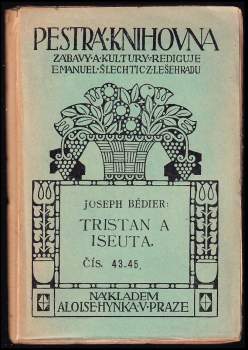 PESTRÁ·KNIHOVNA
ZÁBAVY·A·KULTURY·REDIGUJE
EMANUEL·ŠLECHTIC·Z·LEŠEHRADU
JOSEPH BÉDIER:
TRISTAN A
ISEUTA.
ČÍS. 43.45.
NÁKLADEM
ALOISE·HYNKA·V·PRAZE